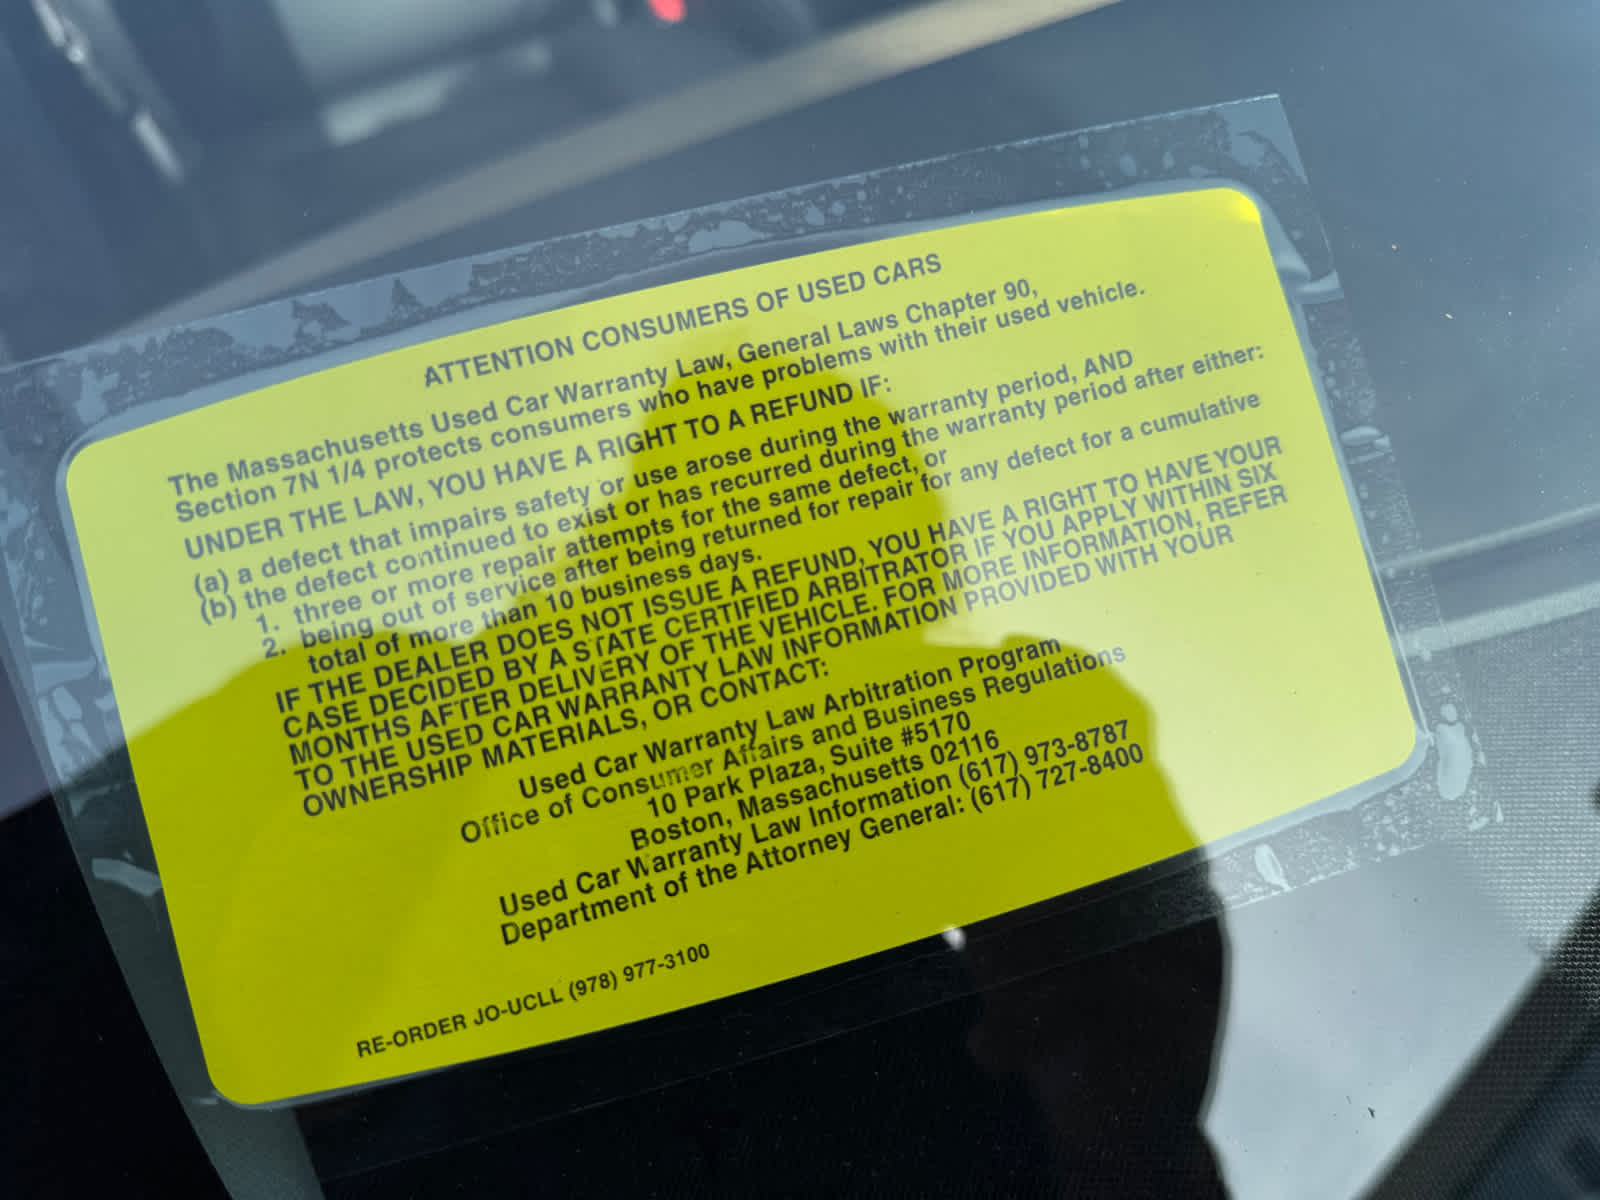 ATTENTION CONSUMERS OF USED CARS
The Massachusetts Used Car Warranty Law, General Laws Chapter 90,
Section 7N 1/4 protects consumers who have problems with their used vehicle.
UNDER THE LAW, YOU HAVE A RIGHT TO A REFUND IF:
(a) a defect that impairs safety or use arose during the warranty period, AND
(b) the defect continued to exist or has recurred during the warranty period after either:
1. three or more repair attempts for the same defect, or
2. being out of service after being returned for repair for any defect for a cumulative
total of more than 10 business days.
IF THE DEALER DOES NOT ISSUE A REFUND, YOU HAVE A RIGHT TO HAVE YOUR
CASE DECIDED BY A STATE CERTIFIED ARBITRATOR IF YOU APPLY WITHIN SIX
MONTHS AFTER DELIVERY OF THE VEHICLE. FOR MORE INFORMATION, REFER
TO THE USED CAR WARRANTY LAW INFORMATION PROVIDED WITH YOUR
OWNERSHIP MATERIALS, OR CONTACT:
Used Car Warranty Law Arbitration Program
Office of Consumer Affairs and Business Regulations
10 Park Plaza, Suite #5170
Boston, Massachusetts 02116
Used Car Warranty Law Information (617) 973-8787
Department of the Attorney General: (617) 727-8400
RE-ORDER JO-UCLL (978) 977-3100